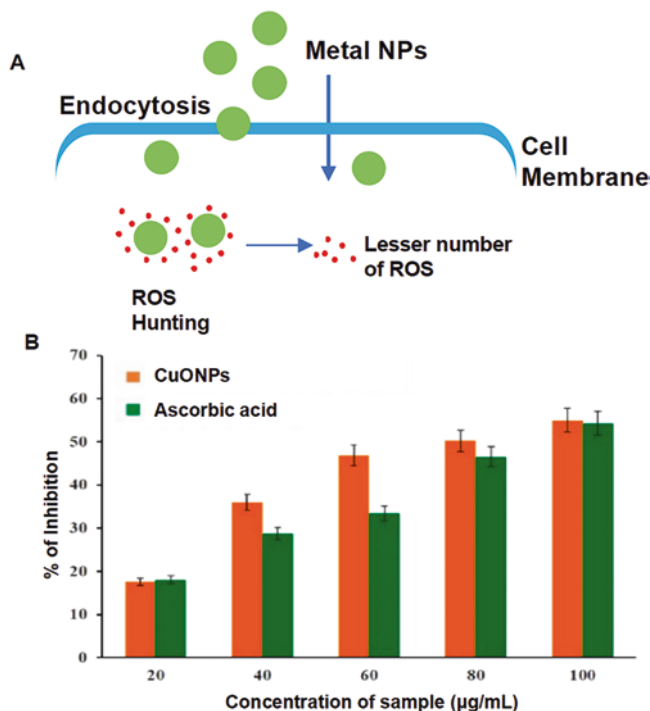 A
Metal NPs
Endocytosis
Cell
Membrane
Lesser number
of ROS
ROS
Hunting
B
70
60
50
40
30
20
10
0
CuONPs
Ascorbic acid
% of Inhibition
20 40 60 80 100
Concentration of sample (µg/mL)